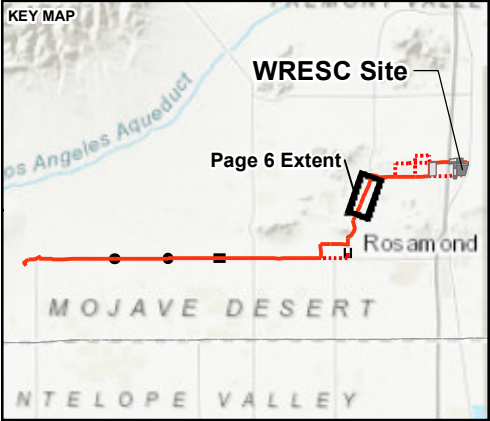 KEY MAP
WRESC Site
Los Angeles Aqueduct
Page 6 Extent
Rosamond
MOJAVE DESERT
NTELOPE VALLEY